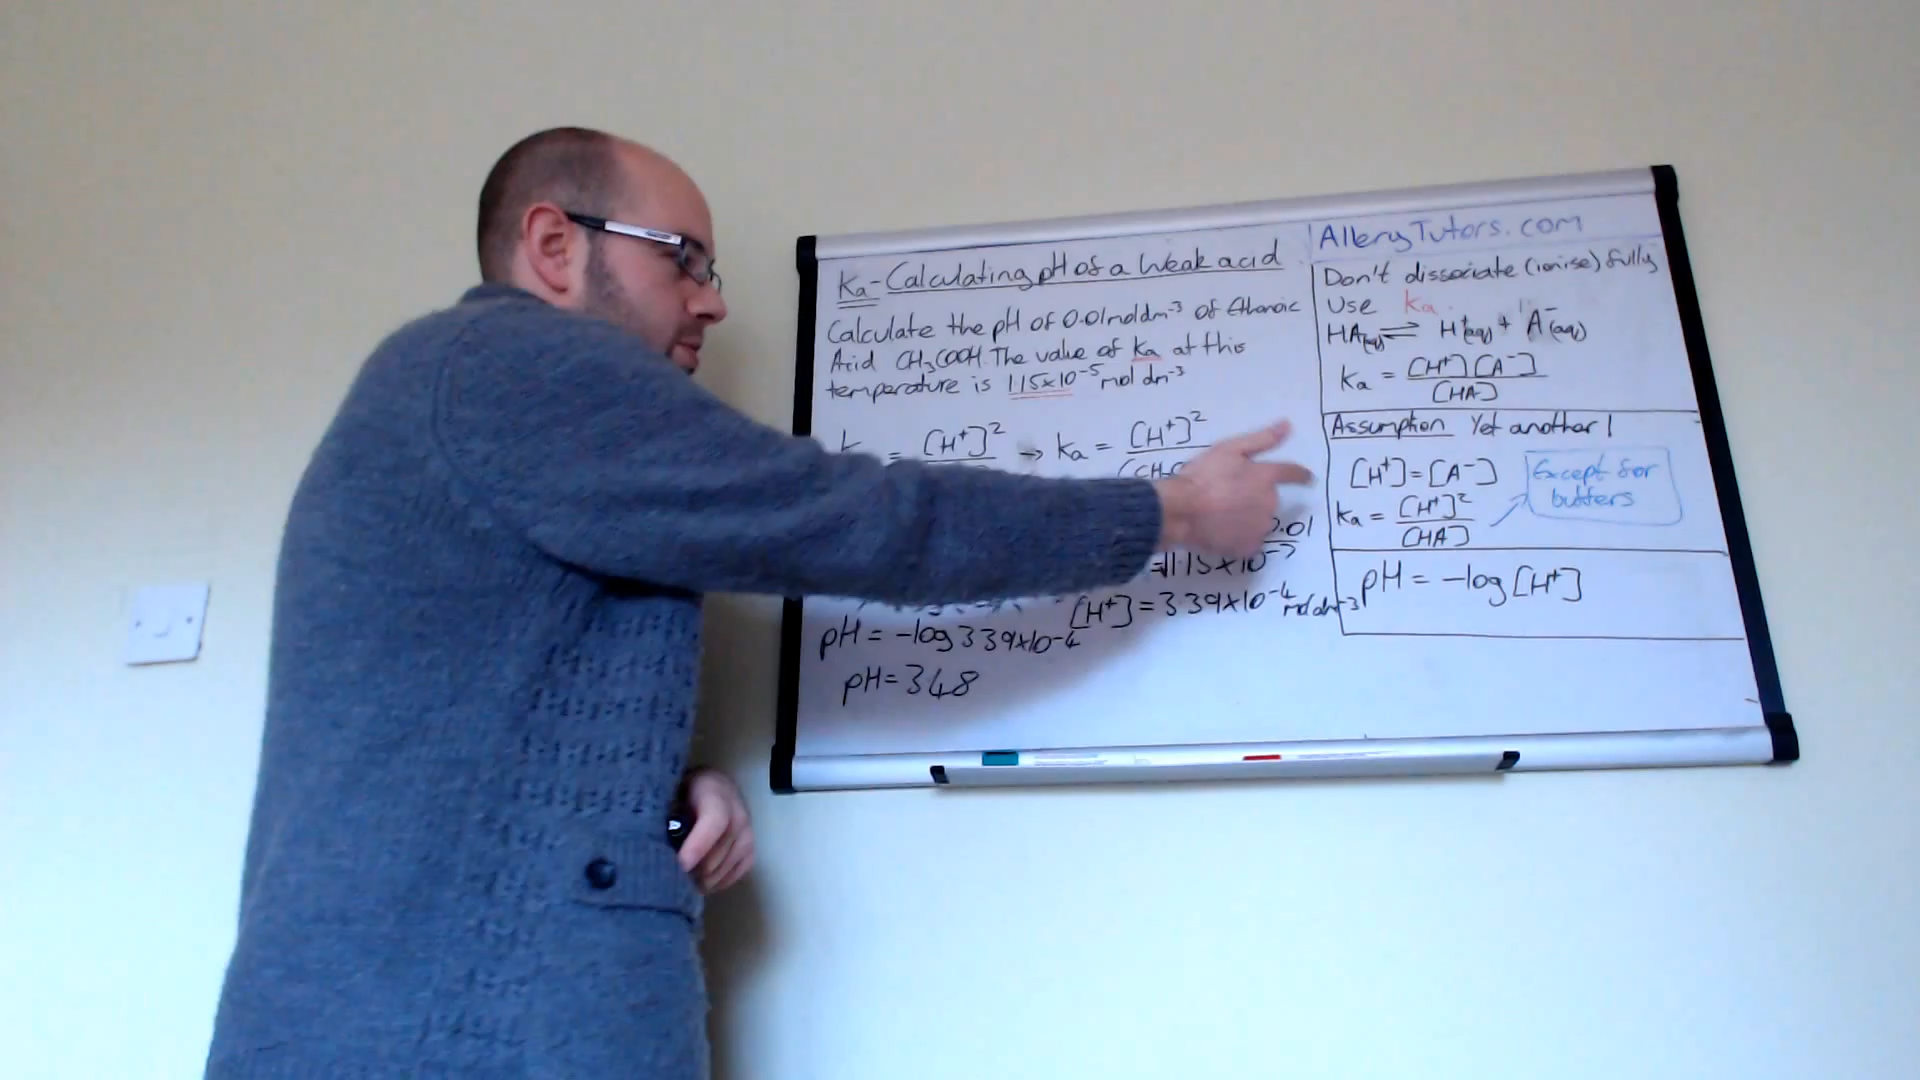 AlleryTutors.com
Ka - Calculating pH of a Weak acid
Calculate the pH of 0.01moldm⁻³ of Ethanoic
Acid CH₃COOH. The value of Ka at this
temperature is 1.15x10⁻⁵ mol dm⁻³
= [H⁺]² → Ka = [H⁺]²
0.01
=1.15x10⁻⁷
[H⁺] = 3.39x10⁻⁴ moldm⁻³
pH = -log 3.39x10⁻⁴
pH = 3.48
Don't dissociate (ionise) fully
Use Ka.
HA(aq) ⇌ H⁺(aq) + A⁻(aq)
Ka = [H⁺][A⁻]
[HA]
Assumption Yet another!
[H⁺]=[A⁻]
Ka = [H⁺]²
[HA]
Except for
buffers
pH = -log[H⁺]